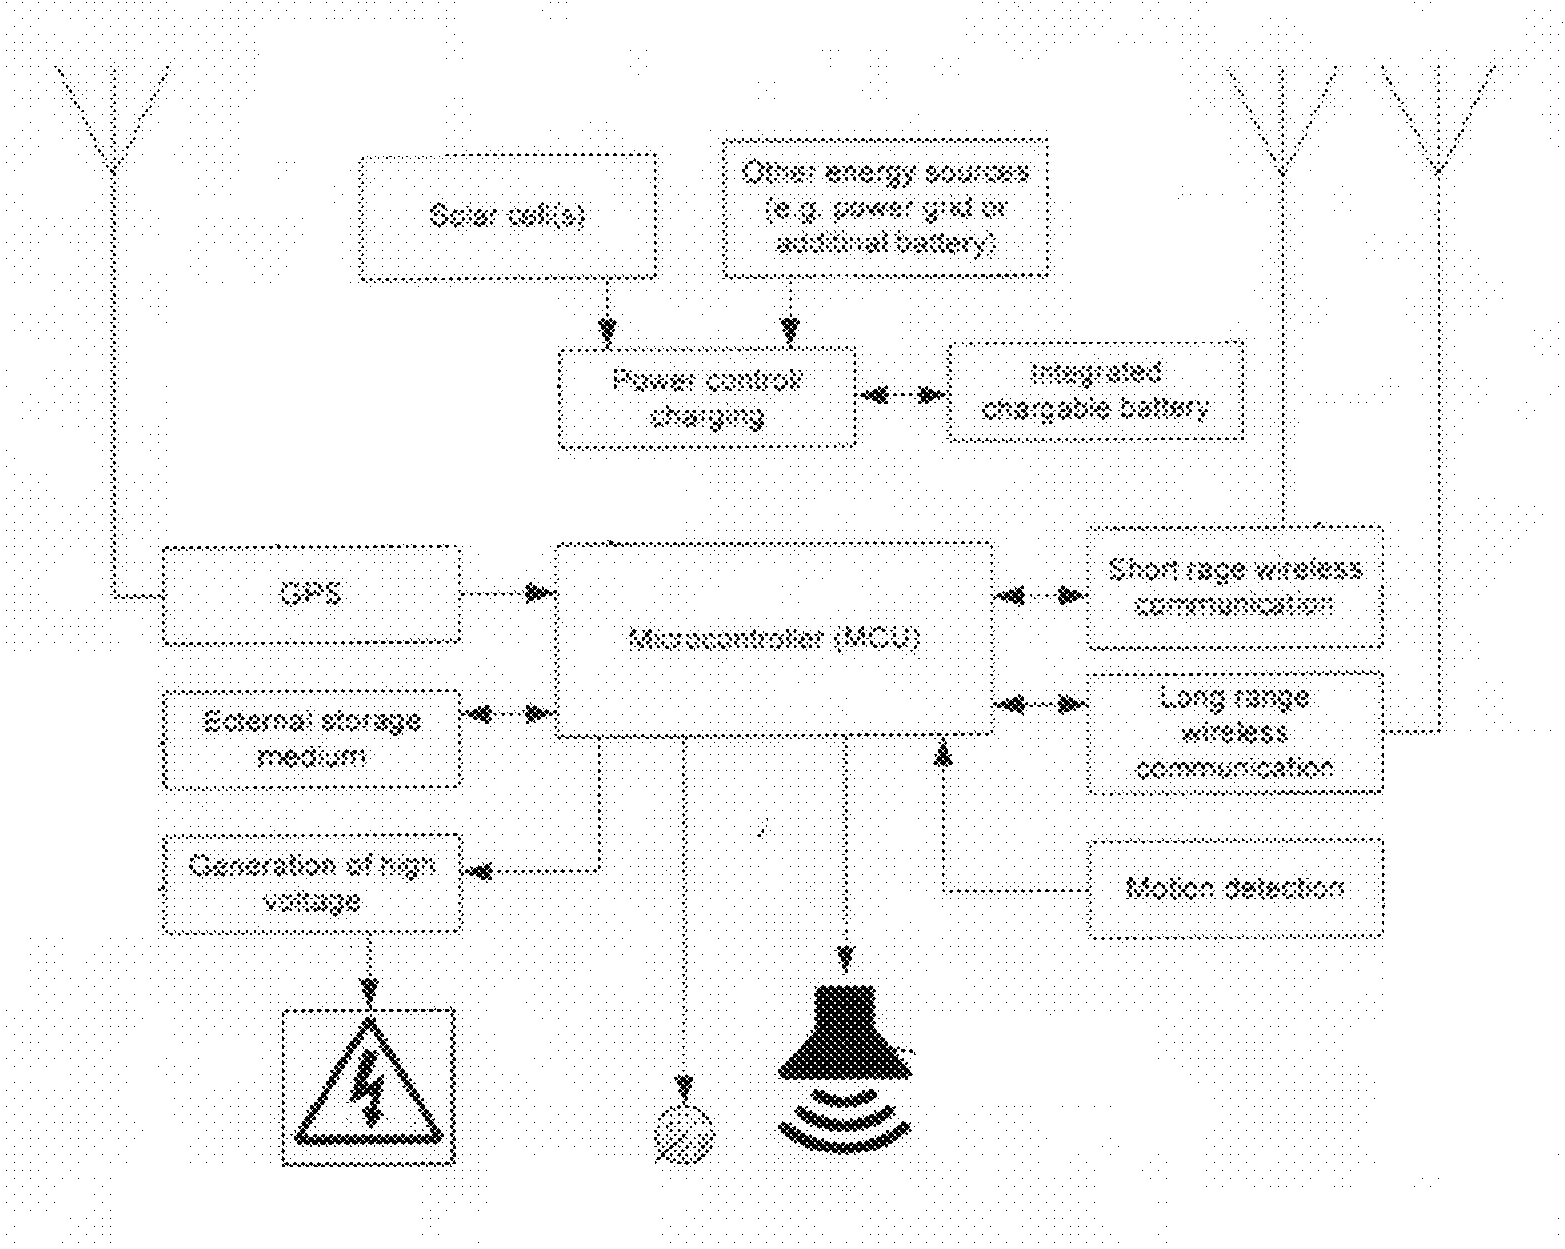 Solar cell(s)
Other energy sources
(e.g. power grid or
additinal battery)
Power control/
charging
Integrated
chargable battery
GPS
Microcontroller (MCU)
Short rage wireless
communication
External storage
medium
Long range
wireless
communication
Generation of high
voltage
Motion detection